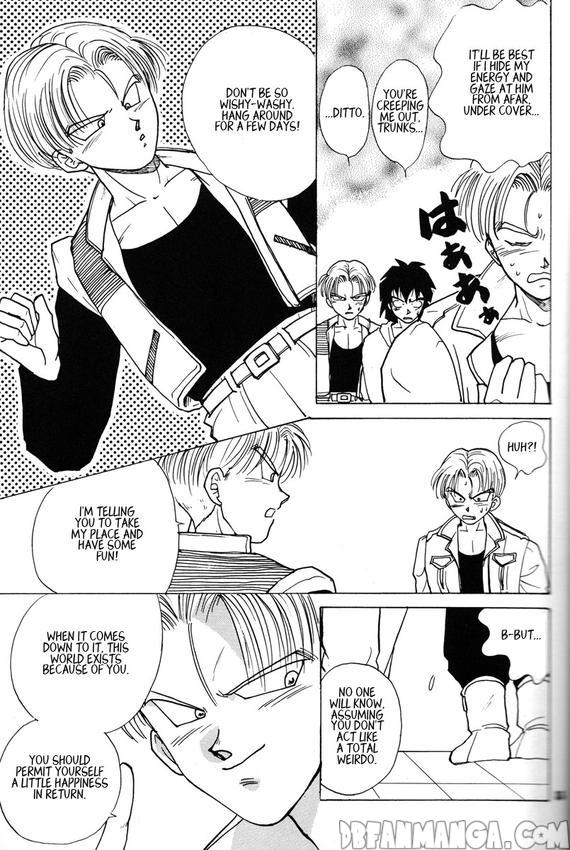 IT'LL BE BEST
IF I HIDE MY
ENERGY AND
GAZE AT HIM
FROM AFAR,
UNDER COVER...
YOU'RE
CREEPING
ME OUT,
TRUNKS...
...DITTO.
はぁぁぁ
DON'T BE SO
WISHY-WASHY.
HANG AROUND
FOR A FEW DAYS!
HUH?!
I'M TELLING
YOU TO TAKE
MY PLACE AND
HAVE SOME
FUN!
B-BUT...
NO ONE
WILL KNOW,
ASSUMING
YOU DON'T
ACT LIKE
A TOTAL
WEIRDO.
WHEN IT COMES
DOWN TO IT, THIS
WORLD EXISTS
BECAUSE OF YOU.
YOU SHOULD
PERMIT YOURSELF
A LITTLE HAPPINESS
IN RETURN.
DBFANMANGA.COM